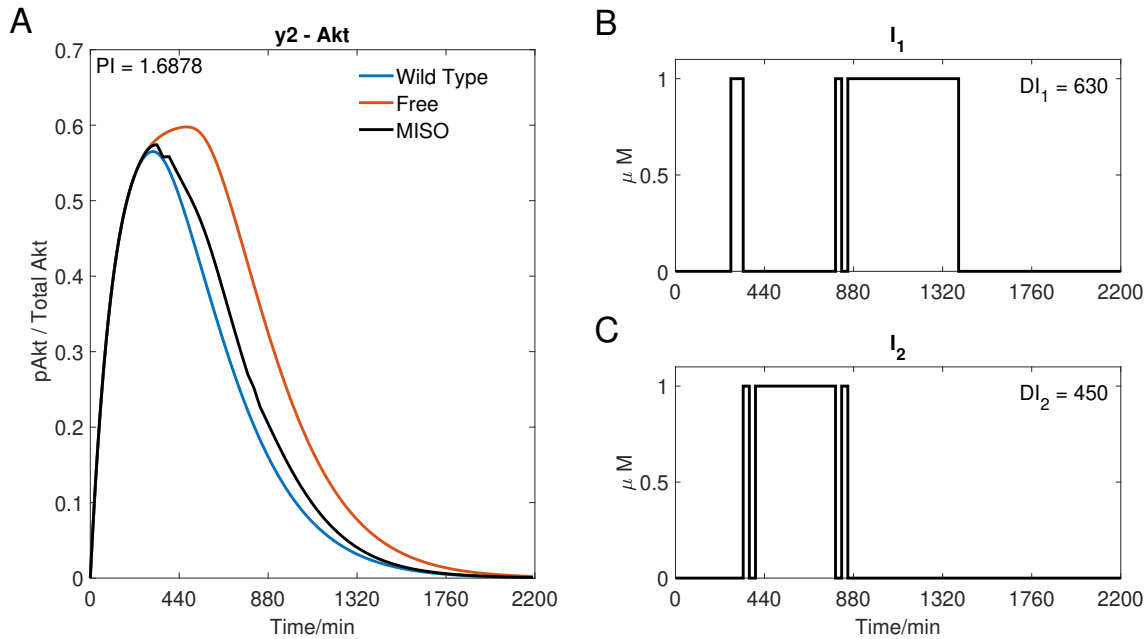 A
y2 - Akt
PI = 1.6878
Wild Type
Free
MISO
0.7
0.6
0.5
0.4
0.3
0.2
0.1
0
pAkt / Total Akt
0 440 880 1320 1760 2200
Time/min
B
I1
DI1 = 630
1
0.5
0
μ M
0 440 880 1320 1760 2200
C
I2
DI2 = 450
1
0.5
0
μ M
0 440 880 1320 1760 2200
Time/min